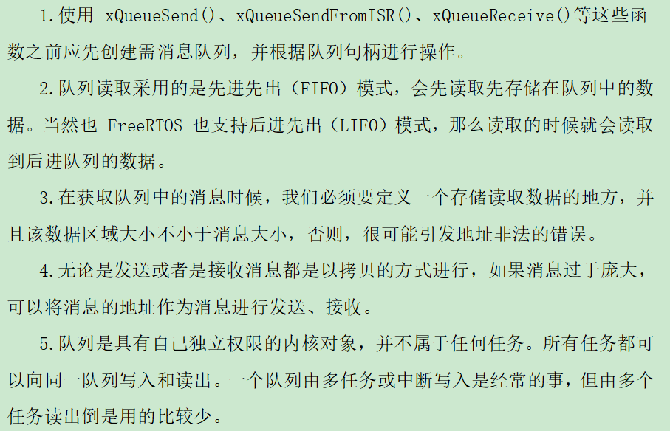 1.使用 xQueueSend()、xQueueSendFromISR()、xQueueReceive()等这些函
数之前应先创建需消息队列，并根据队列句柄进行操作。
2.队列读取采用的是先进先出（FIFO）模式，会先读取先存储在队列中的数
据。当然也 FreeRTOS 也支持后进先出（LIFO）模式，那么读取的时候就会读取
到后进队列的数据。
3.在获取队列中的消息时候，我们必须要定义一个存储读取数据的地方，并
且该数据区域大小不小于消息大小，否则，很可能引发地址非法的错误。
4.无论是发送或者是接收消息都是以拷贝的方式进行，如果消息过于庞大，
可以将消息的地址作为消息进行发送、接收。
5.队列是具有自己独立权限的内核对象，并不属于任何任务。所有任务都可
以向同一队列写入和读出。一个队列由多任务或中断写入是经常的事，但由多个
任务读出倒是用的比较少。